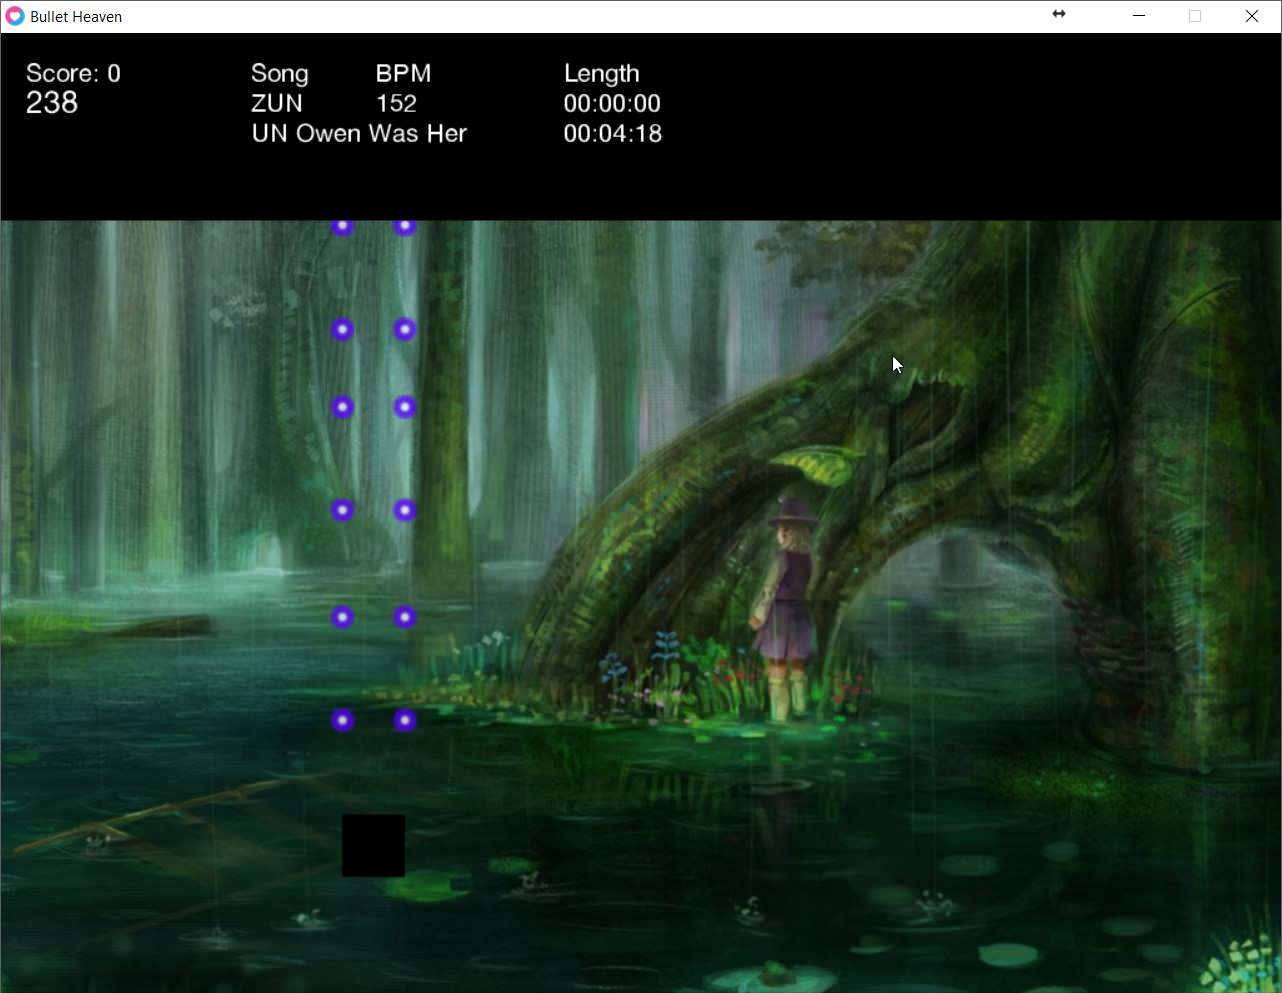 Bullet Heaven
Score: 0 Song BPM Length
238 ZUN 152 00:00:00
UN Owen Was Her 00:04:18